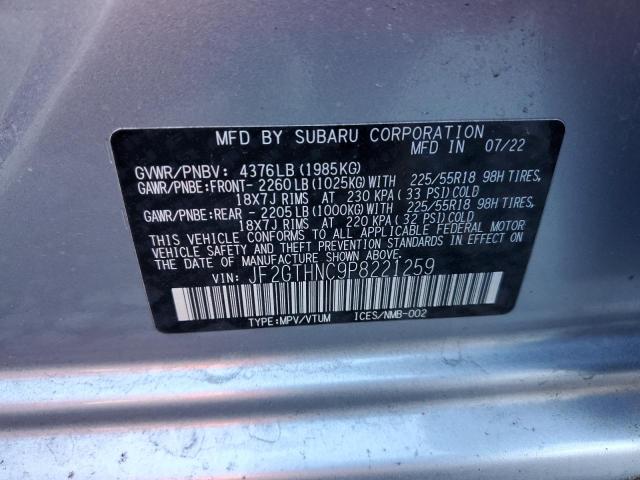 MFD BY SUBARU CORPORATION
MFD IN 07/22
GVWR/PNBV: 4376LB(1985KG)
GAWR/PNBE:FRONT- 2260LB(1025KG)WITH 225/55R18 98H TIRES,
18X7J RIMS AT 230 KPA(33 PSI)COLD
GAWR/PNBE:REAR - 2205LB(1000KG)WITH 225/55R18 98H TIRES,
18X7J RIMS AT 220 KPA(32 PSI)COLD
THIS VEHICLE CONFORMS TO ALL APPLICABLE FEDERAL MOTOR
VEHICLE SAFETY AND THEFT PREVENTION STANDARDS IN EFFECT ON
THE DATE OF MANUFACTURE SHOWN ABOVE.
VIN: JF2GTHNC9P8221259
TYPE:MPV/VTUM ICES/NMB-002